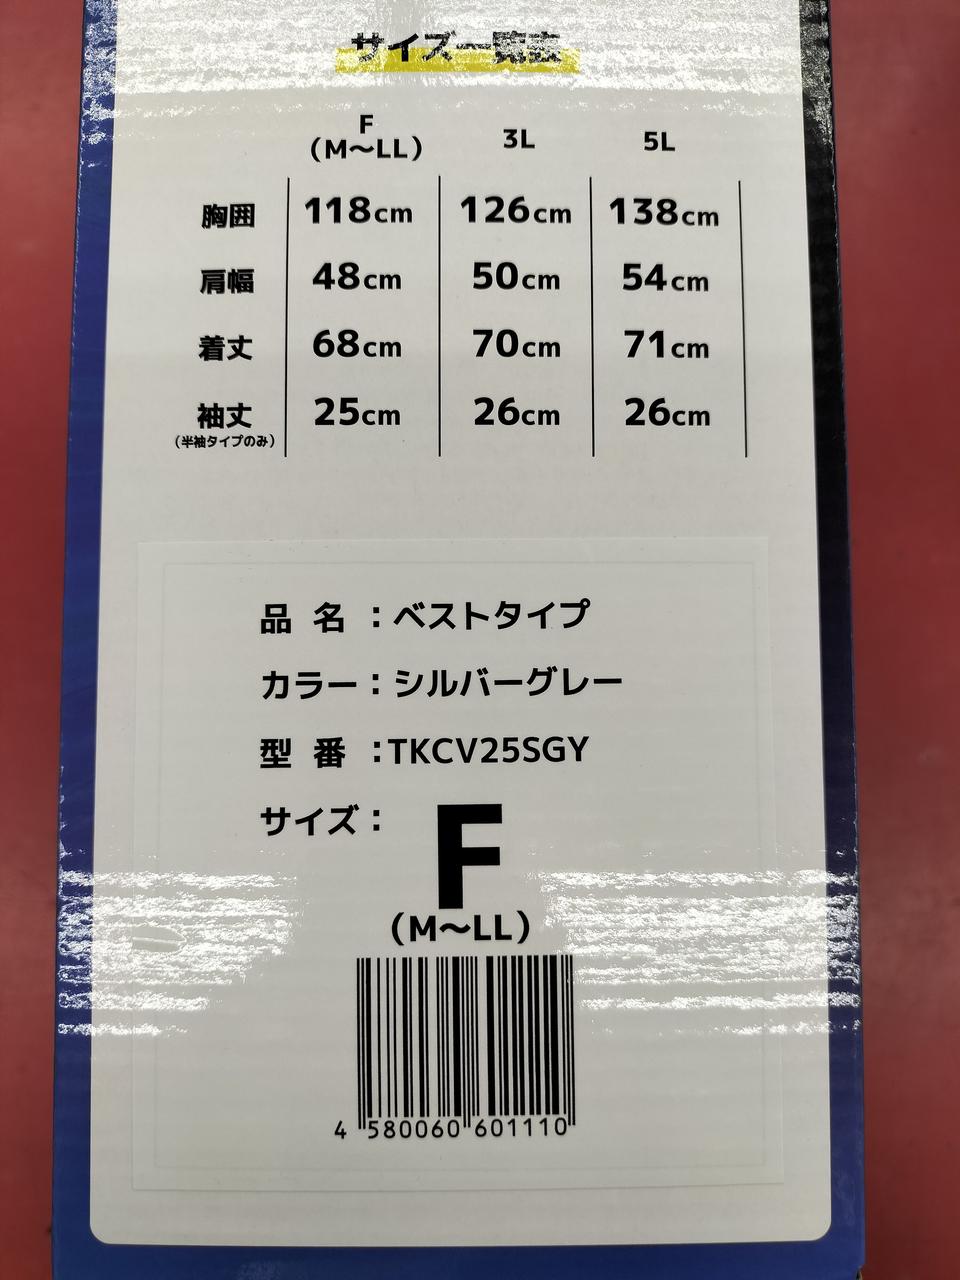 サイズ一覧表
F
(M～LL) 3L 5L
胸囲 118cm 126cm 138cm
肩幅 48cm 50cm 54cm
着丈 68cm 70cm 71cm
袖丈 25cm 26cm 26cm
(半袖タイプのみ)
品 名 :ベストタイプ
カラー:シルバーグレー
型 番 :TKCV25SGY
サイズ: F
(M～LL)
4 580060 601110